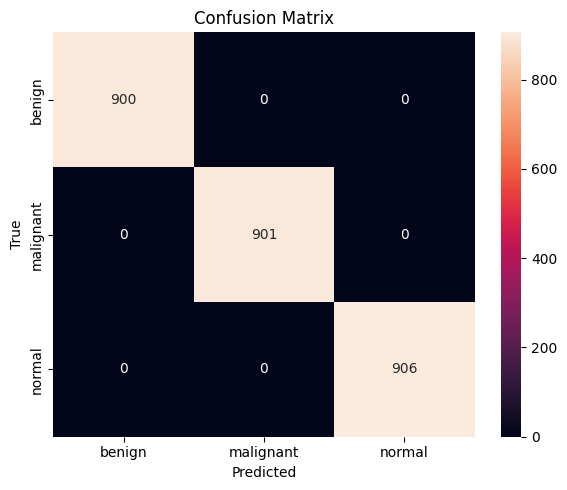 Confusion Matrix
True
benign
900 0 0
malignant
0 901 0
normal
0 0 906
benign malignant normal
Predicted
800
600
400
200
0